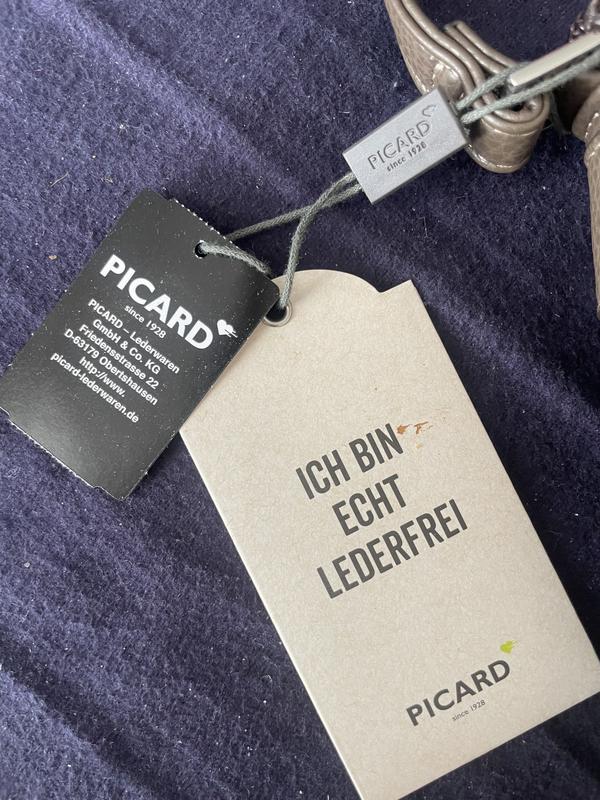 PICARD
since 1928
PICARD
since 1928
PICARD – Lederwaren
GmbH & Co. KG
Friedensstrasse 22
D-63179 Obertshausen
http://www.
picard-lederwaren.de
ICH BIN
ECHT
LEDERFREI
PICARD
since 1928